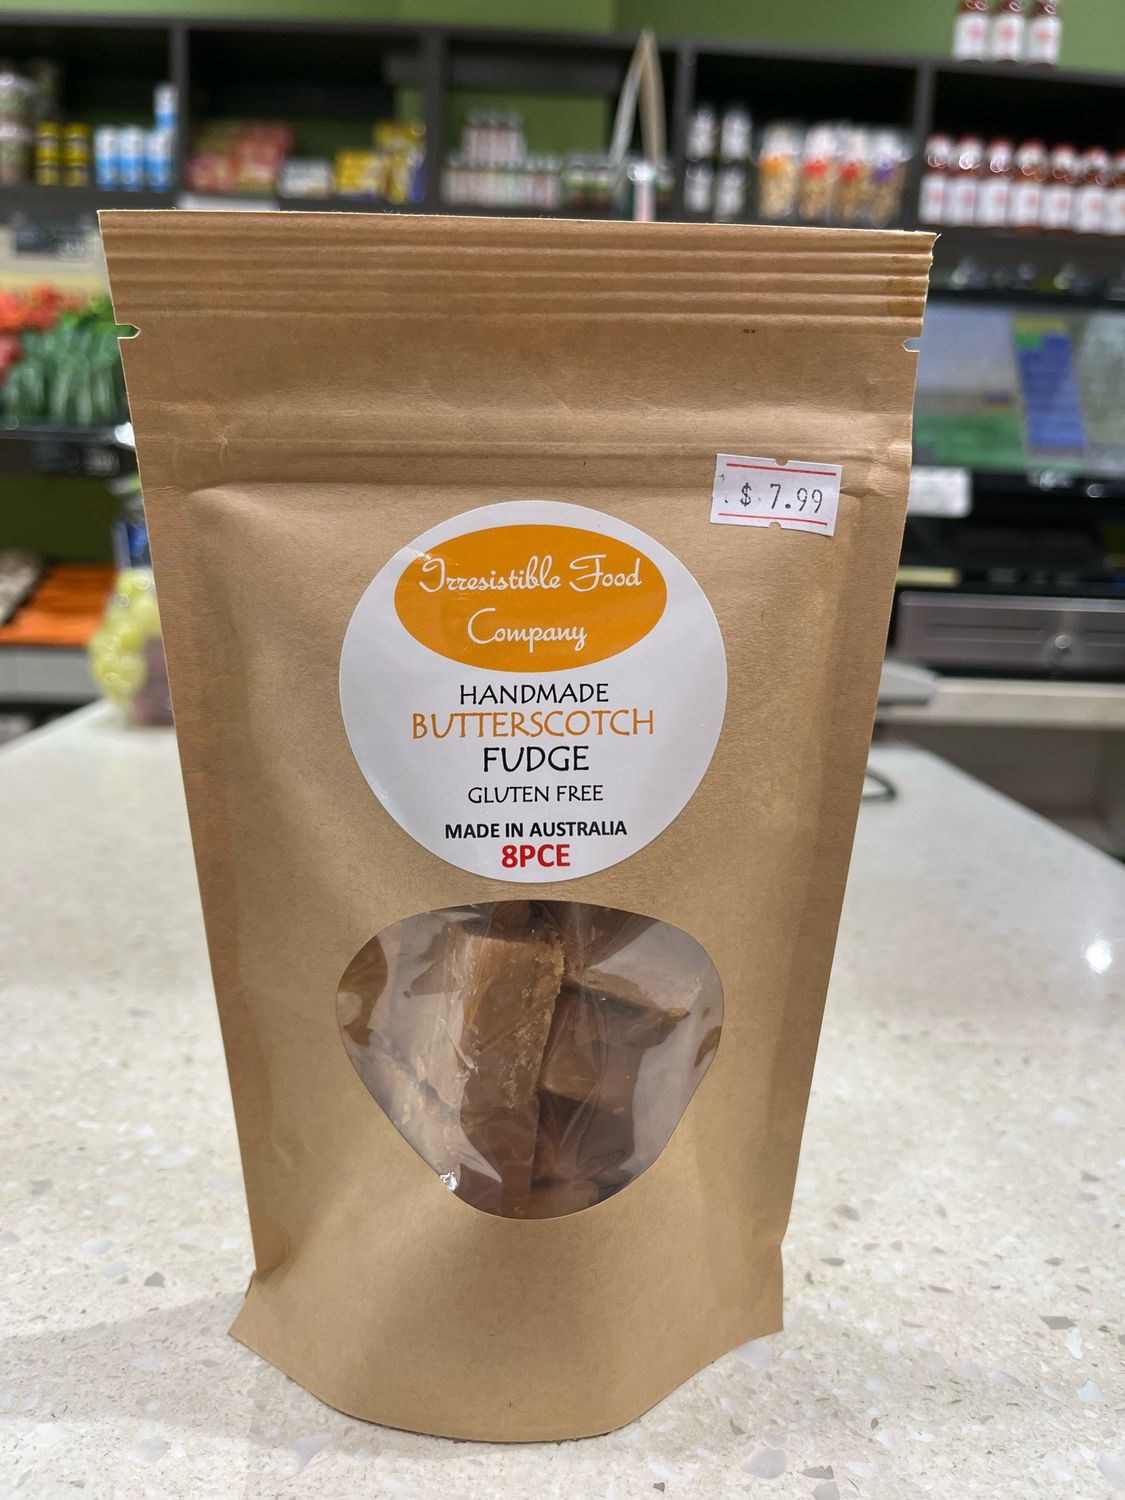 $ 7.99
Irresistible Food
Company
HANDMADE
BUTTERSCOTCH
FUDGE
GLUTEN FREE
MADE IN AUSTRALIA
8PCE